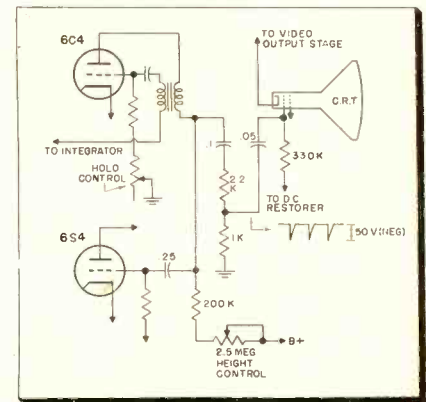 6C4
TO VIDEO
OUTPUT STAGE
C.R.T.
TO INTEGRATOR
HOLO
CONTROL
.1
.05
2.2
K
330K
TO DC
RESTORER
50 V (NEG)
1K
6S4
.25
200K
2.5 MEG
HEIGHT
CONTROL
B+